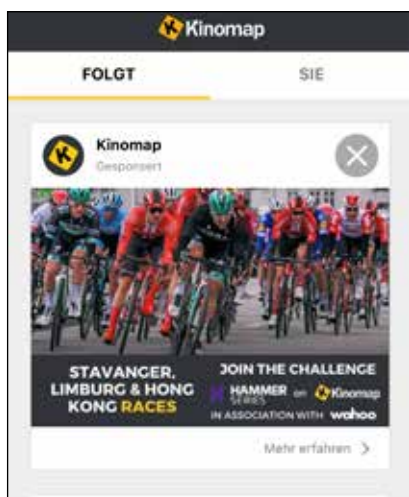 Kinomap
FOLGT SIE
Kinomap
Gesponsert
STAVANGER,
LIMBURG & HONG
KONG RACES
JOIN THE CHALLENGE
HAMMER SERIES on Kinomap
IN ASSOCIATION WITH wahoo
Mehr erfahren >